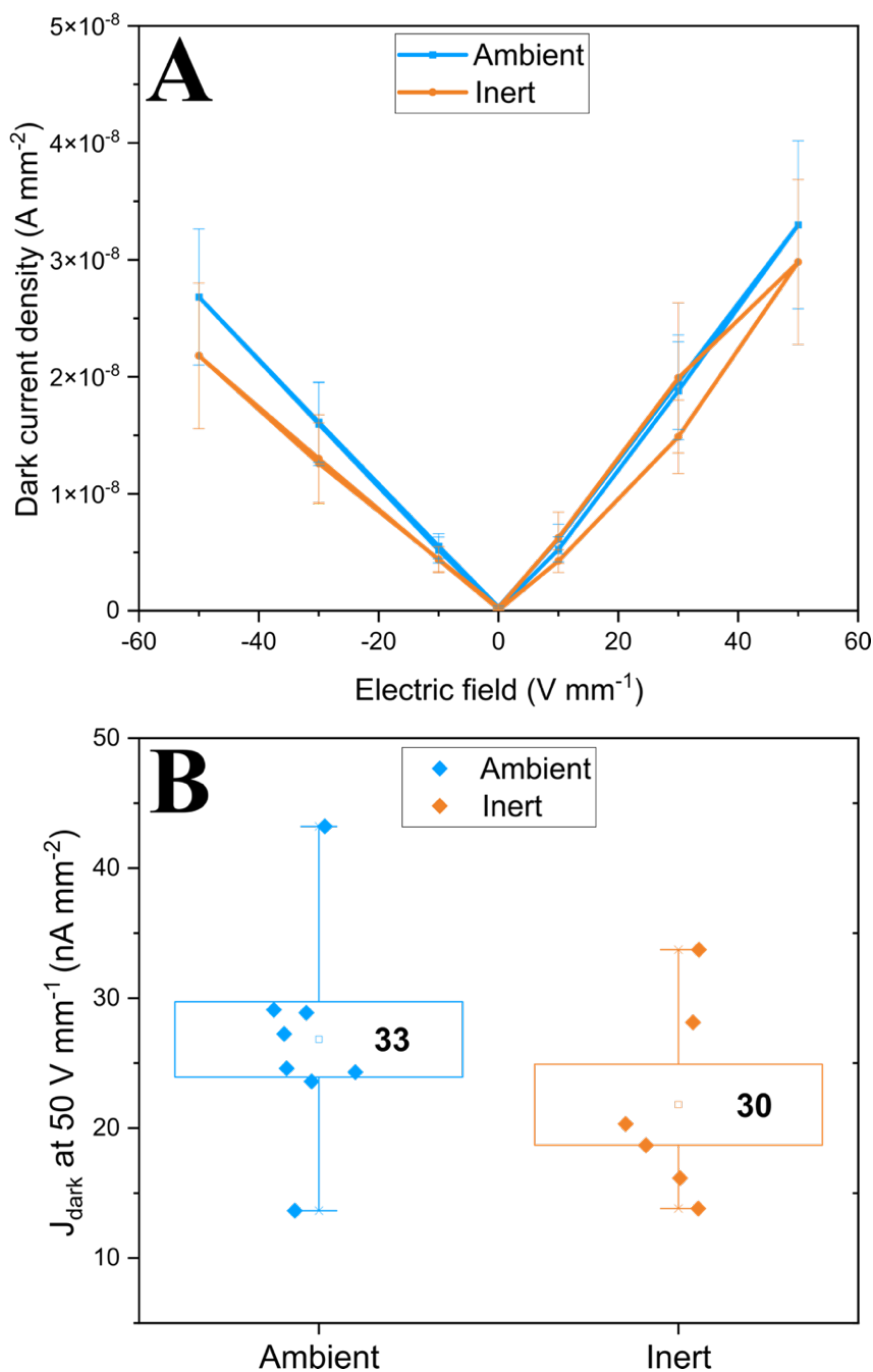 A
Ambient
Inert
5×10⁻⁸
4×10⁻⁸
3×10⁻⁸
2×10⁻⁸
1×10⁻⁸
0
Dark current density (A mm⁻²)
-60 -40 -20 0 20 40 60
Electric field (V mm⁻¹)
B
Ambient
Inert
50
40
30
20
10
J_dark at 50 V mm⁻¹ (nA mm⁻²)
33
30
Ambient Inert